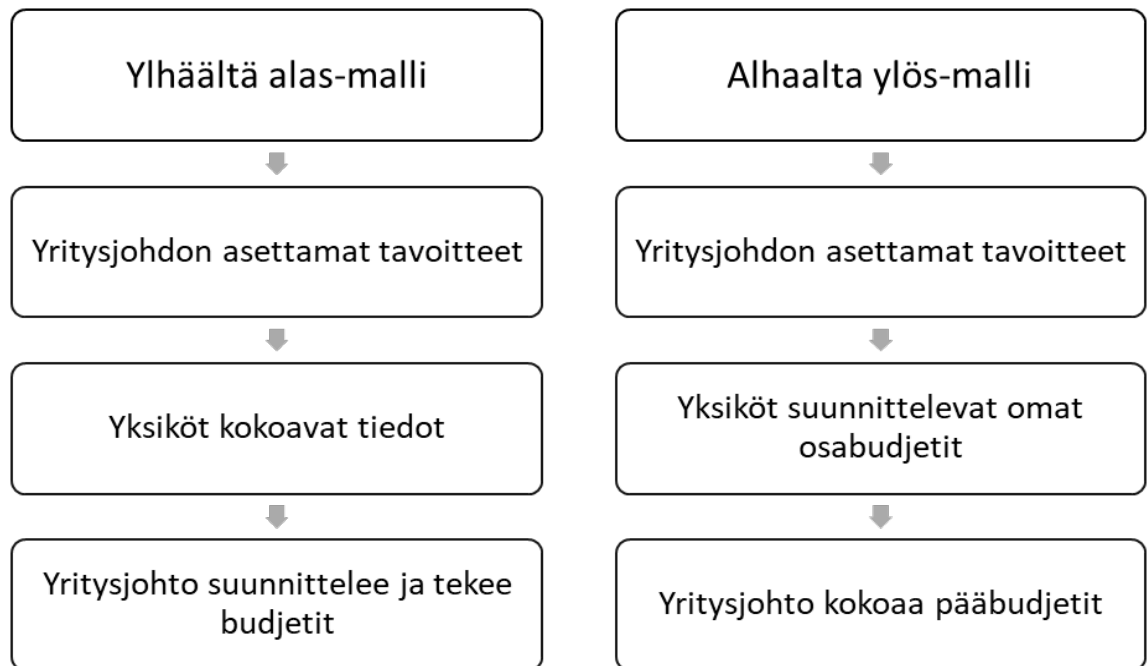 Ylhäältä alas-malli
Yritysjohdon asettamat tavoitteet
Yksiköt kokoavat tiedot
Yritysjohto suunnittelee ja tekee
budjetit
Alhaalta ylös-malli
Yritysjohdon asettamat tavoitteet
Yksiköt suunnittelevat omat
osabudjetit
Yritysjohto kokoaa pääbudjetit